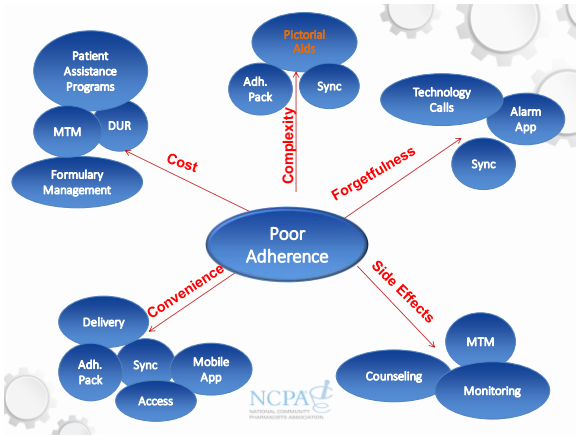 Pictorial
Aids
Patient
Assistance
Programs
Adh.
Pack
Sync
Technology
Calls
MTM
DUR
Alarm
App
Formulary
Management
Cost
Complexity
Forgetfulness
Sync
Poor
Adherence
Convenience
Side Effects
Delivery
Adh.
Pack
Sync
Mobile
App
Access
MTM
Counseling
Monitoring
NCPA
NATIONAL COMMUNITY
PHARMACISTS ASSOCIATION